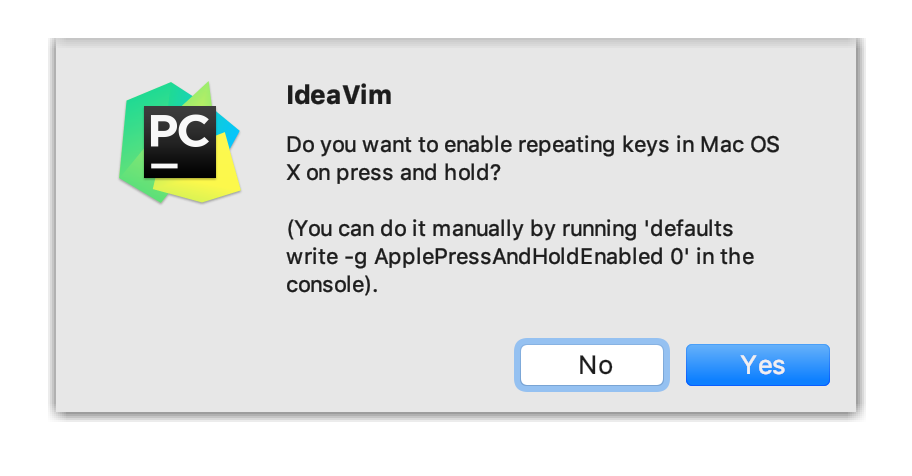 PC
IdeaVim
Do you want to enable repeating keys in Mac OS
X on press and hold?
(You can do it manually by running 'defaults
write -g ApplePressAndHoldEnabled 0' in the
console).
No
Yes